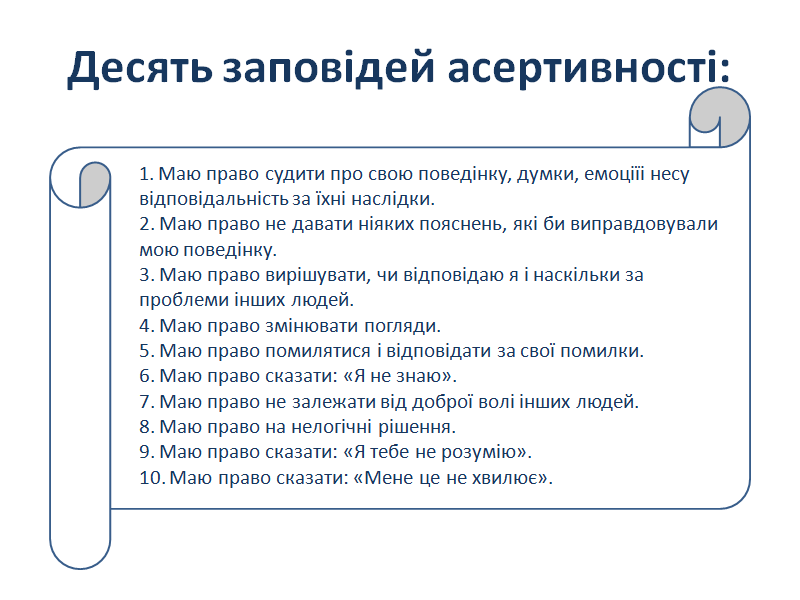 Десять заповідей асертивності:
1. Маю право судити про свою поведінку, думки, емоціїі несу
відповідальність за їхні наслідки.
2. Маю право не давати ніяких пояснень, які би виправдовували
мою поведінку.
3. Маю право вирішувати, чи відповідаю я і наскільки за
проблеми інших людей.
4. Маю право змінювати погляди.
5. Маю право помилятися і відповідати за свої помилки.
6. Маю право сказати: «Я не знаю».
7. Маю право не залежати від доброї волі інших людей.
8. Маю право на нелогічні рішення.
9. Маю право сказати: «Я тебе не розумію».
10. Маю право сказати: «Мене це не хвилює».